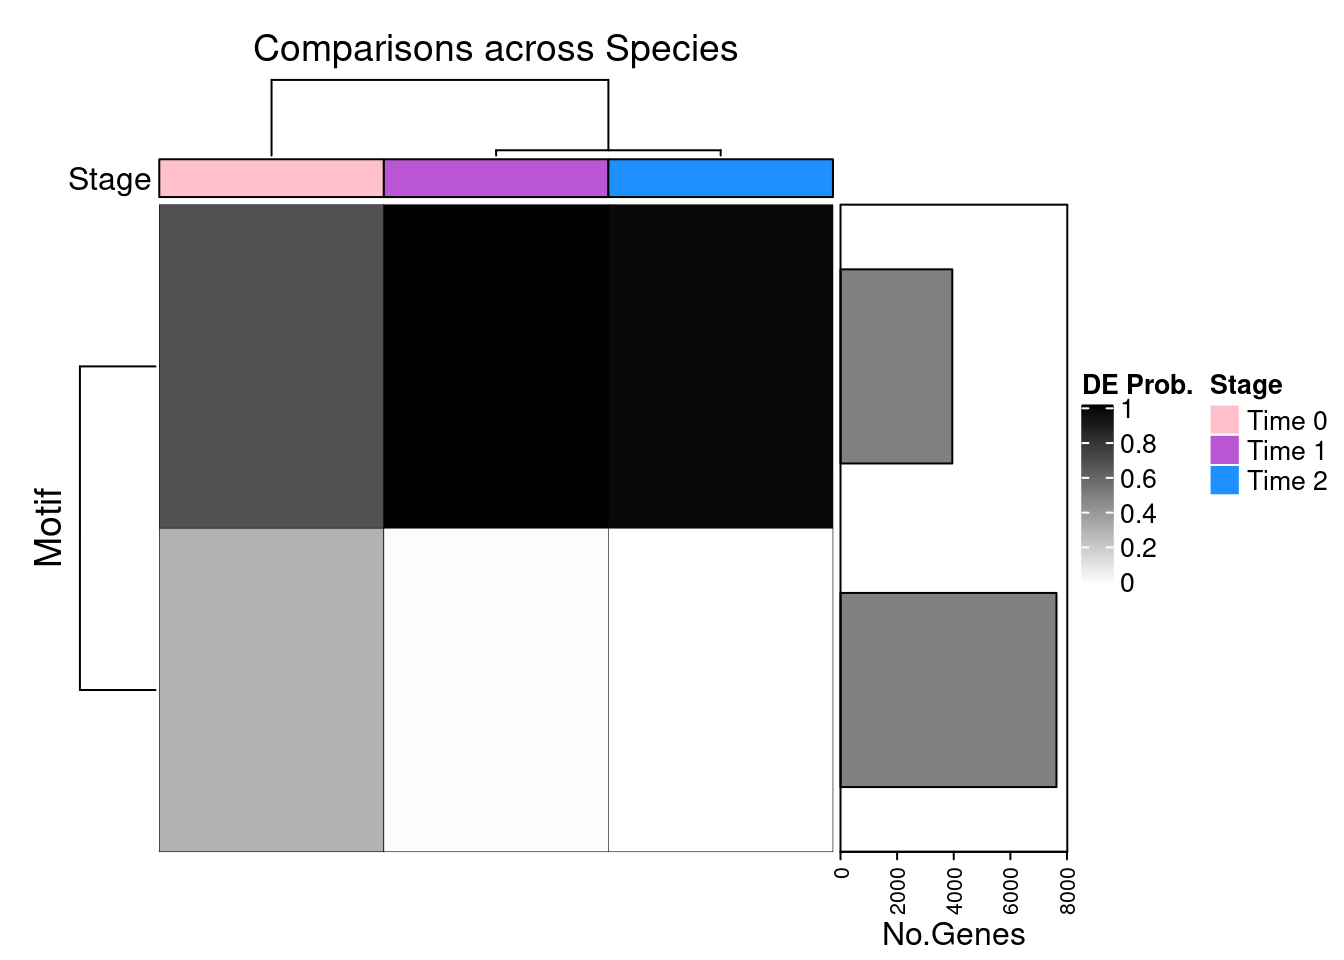 Comparisons across Species
Stage
Motif
DE Prob.
1
0.8
0.6
0.4
0.2
0
Stage
Time 0
Time 1
Time 2
0
2000
4000
6000
8000
No.Genes